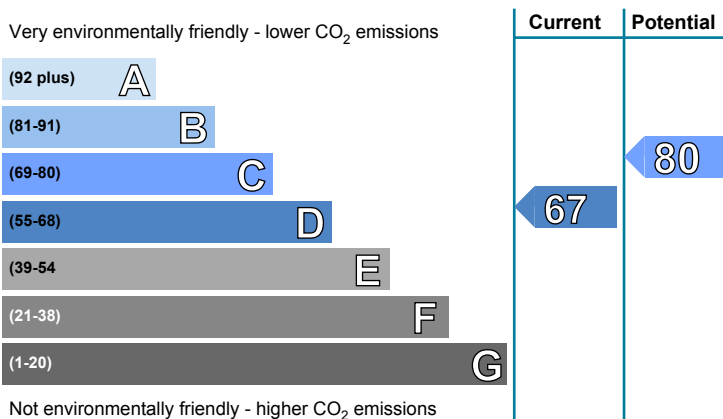 Current Potential
Very environmentally friendly - lower CO2 emissions
(92 plus) A
(81-91) B
(69-80) C
80
(55-68) D
67
(39-54 E
(21-38) F
(1-20) G
Not environmentally friendly - higher CO2 emissions